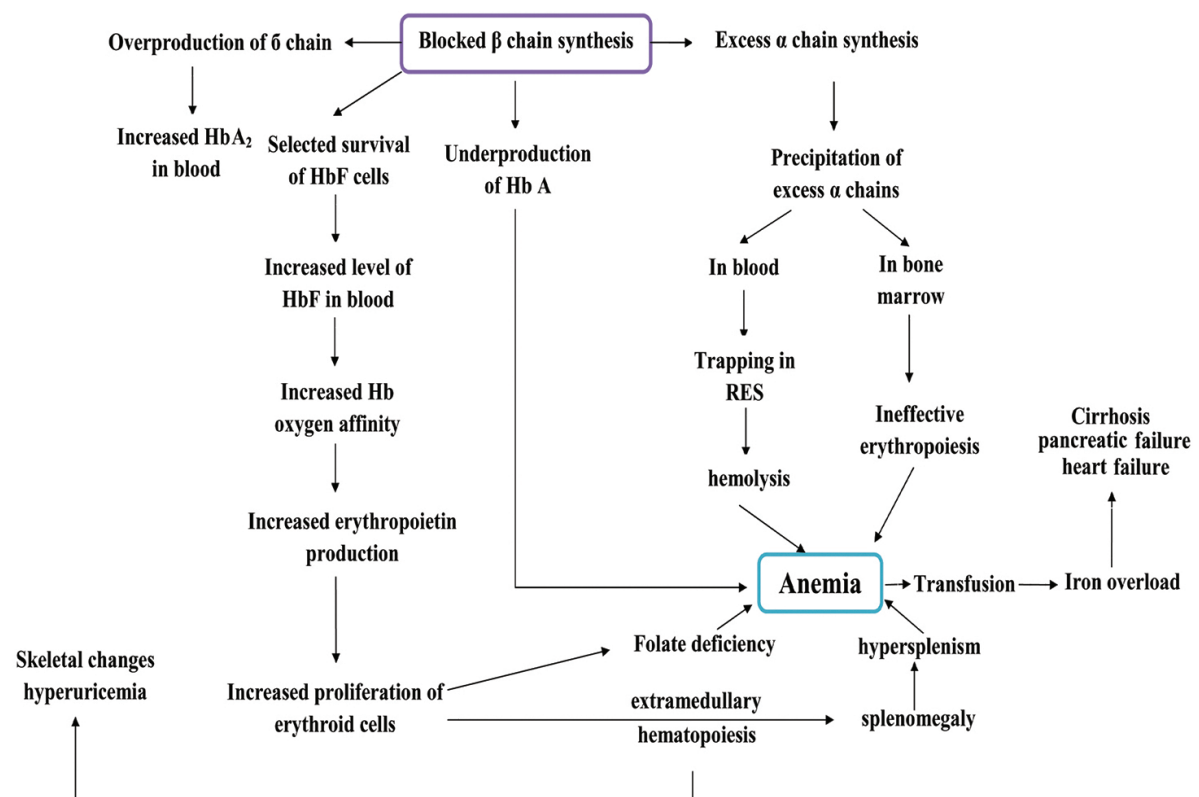 Overproduction of б chain
Blocked β chain synthesis
Excess α chain synthesis
Increased HbA₂
in blood
Selected survival
of HbF cells
Underproduction
of Hb A
Precipitation of
excess α chains
Increased level of
HbF in blood
In blood
In bone
marrow
Trapping in
RES
Increased Hb
oxygen affinity
Ineffective
erythropoiesis
Cirrhosis
pancreatic failure
heart failure
hemolysis
Increased erythropoietin
production
Anemia
Transfusion
Iron overload
Folate deficiency
hypersplenism
Skeletal changes
hyperuricemia
Increased proliferation of
erythroid cells
extramedullary
hematopoiesis
splenomegaly